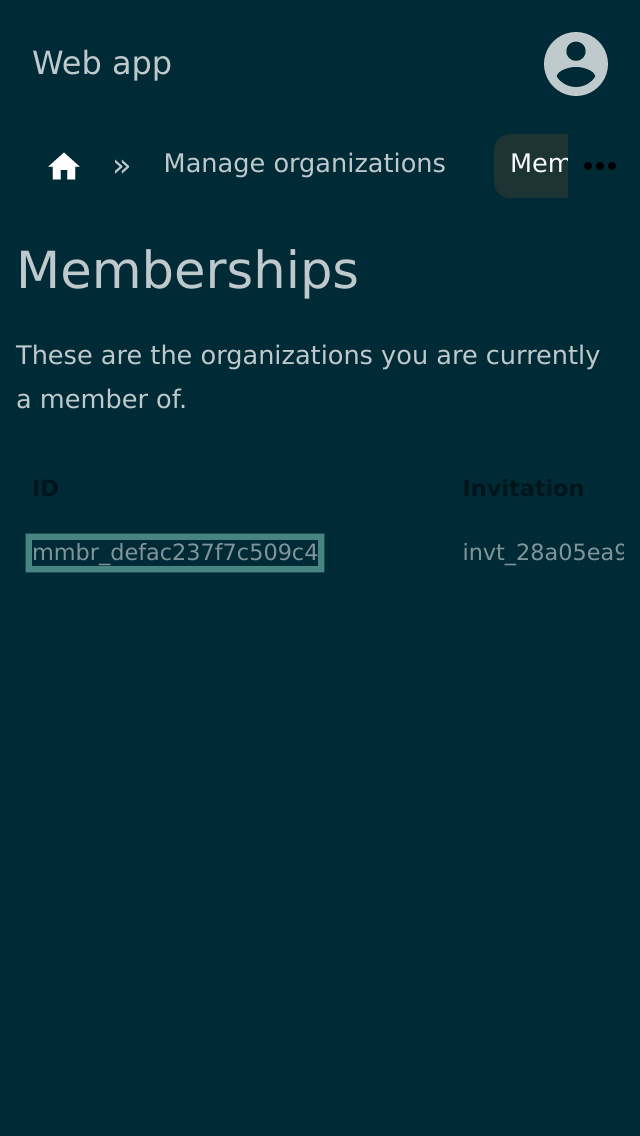 Web app
» Manage organizations Mem
Memberships
These are the organizations you are currently
a member of.
ID Invitation
mmbr_defac237f7c509c4 invt_28a05ea9